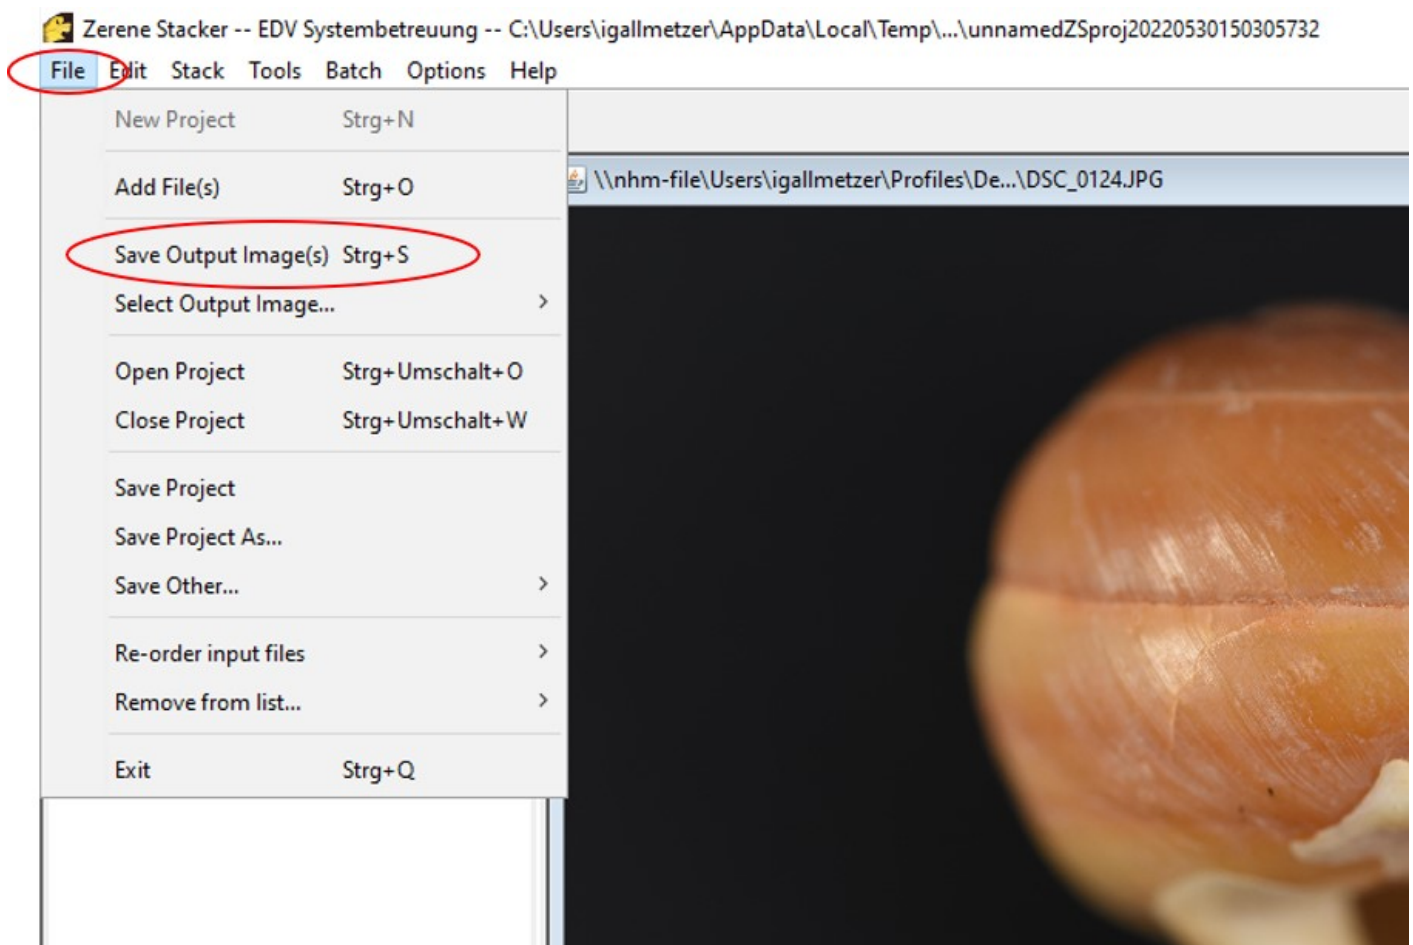 Zerene Stacker -- EDV Systembetreuung -- C:\Users\igallmetzer\AppData\Local\Temp\...\unnamedZSproj20220530150305732
File Edit Stack Tools Batch Options Help
New Project Strg+N
Add File(s) Strg+O
\\nhm-file\Users\igallmetzer\Profiles\De...\DSC_0124.JPG
Save Output Image(s) Strg+S
Select Output Image...
Open Project Strg+Umschalt+O
Close Project Strg+Umschalt+W
Save Project
Save Project As...
Save Other...
Re-order input files
Remove from list...
Exit Strg+Q